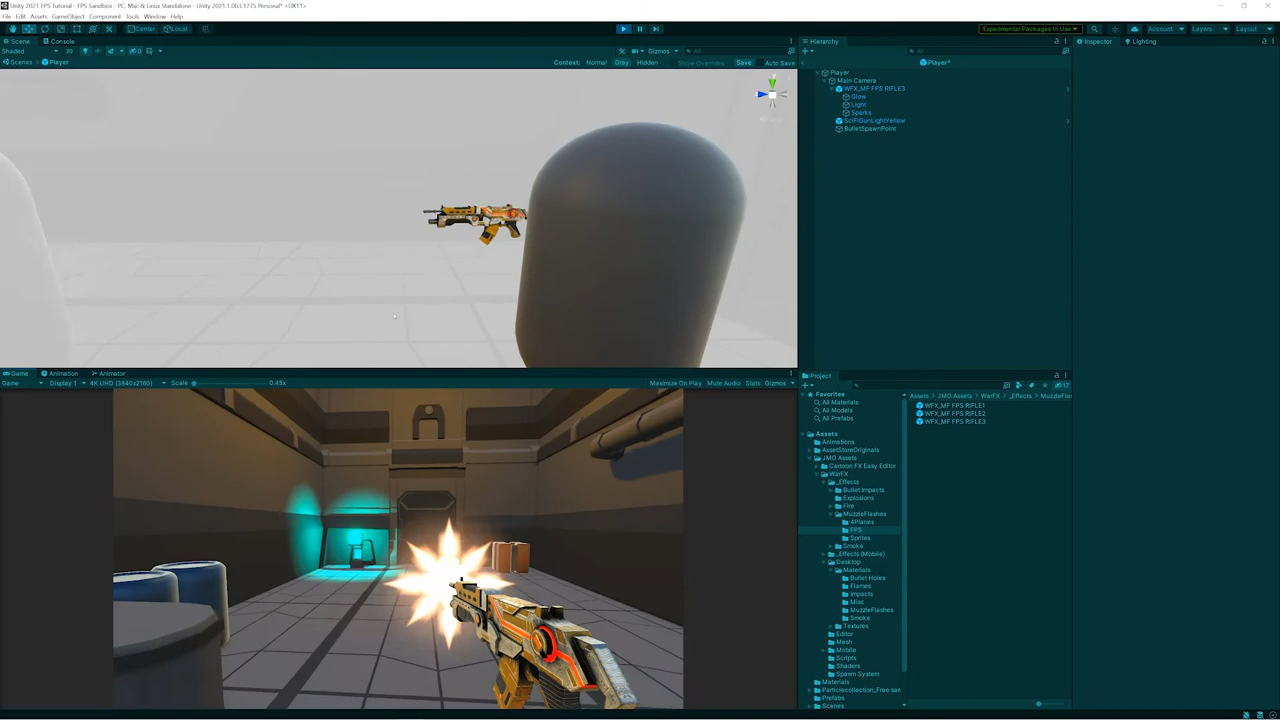 Unity 2021 FPS Tutorial - FPS Sandbox - PC, Mac & Linux Standalone - Unity 2021.1.0b3.1775 Personal* <DX11>
File Edit Assets GameObject Component Tools Window Help
Center Local Experimental Packages In Use Account Layers Layout
Scene Console
Shaded 2D 0 Gizmos All
Scenes Player Context: Normal Gray Hidden Show Overrides Save Auto Save
Hierarchy
All
Player*
Player
Main Camera
WFX_MF FPS RIFLE3
Glow
Light
Sparks
SciFiGunLightYellow
BulletSpawnPoint
Inspector Lighting
Game Animation Animator
Game Display 1 4K UHD (3840x2160) Scale 0.45x Maximize On Play Mute Audio Stats Gizmos
Project
17
Favorites
All Materials
All Models
All Prefabs
Assets
Animations
AssetStoreOriginals
JMO Assets
Cartoon FX Easy Editor
WarFX
_Effects
Bullet Impacts
Explosions
Fire
MuzzleFlashes
4Planes
FPS
Sprites
Smoke
_Effects (Mobile)
Desktop
Materials
Bullet Holes
Flames
Impacts
Misc
MuzzleFlashes
Smoke
Textures
Editor
Mesh
Mobile
Scripts
Shaders
Spawn System
Materials
Particlecollection_Free sam
Prefabs
Scenes
Assets JMO Assets WarFX _Effects MuzzleFlas
WFX_MF FPS RIFLE1
WFX_MF FPS RIFLE2
WFX_MF FPS RIFLE3